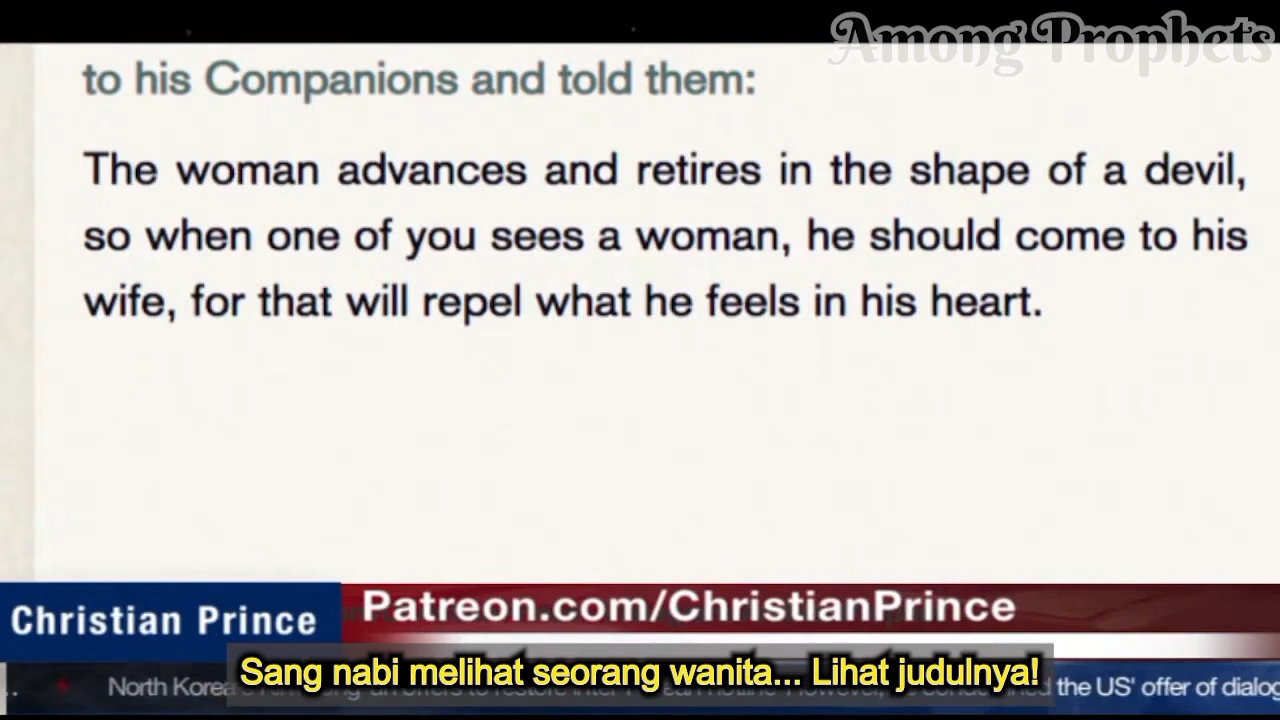 Among Prophets
to his Companions and told them:
The woman advances and retires in the shape of a devil,
so when one of you sees a woman, he should come to his
wife, for that will repel what he feels in his heart.
Christian Prince
Patreon.com/ChristianPrince
Sang nabi melihat seorang wanita... Lihat judulnya!
North Korea the US' offer of dialog